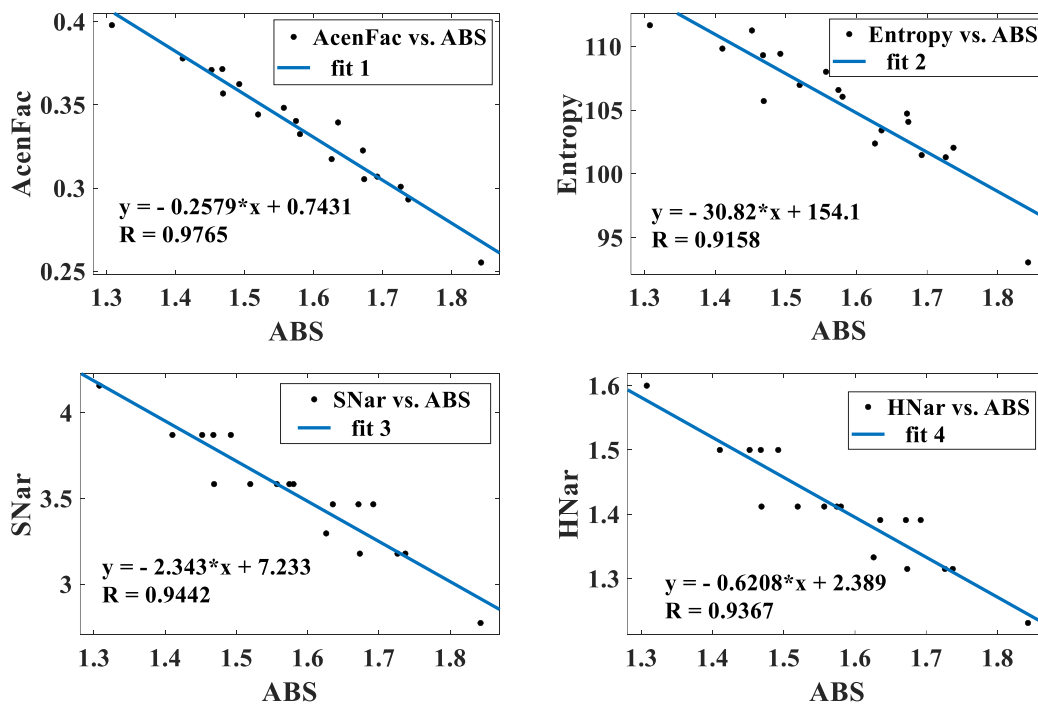 AcenFac vs. ABS
fit 1
y = - 0.2579*x + 0.7431
R = 0.9765
AcenFac
0.4
0.35
0.3
0.25
1.3 1.4 1.5 1.6 1.7 1.8
ABS
Entropy vs. ABS
fit 2
y = - 30.82*x + 154.1
R = 0.9158
Entropy
110
105
100
95
1.3 1.4 1.5 1.6 1.7 1.8
ABS
SNar vs. ABS
fit 3
y = - 2.343*x + 7.233
R = 0.9442
SNar
4
3.5
3
1.3 1.4 1.5 1.6 1.7 1.8
ABS
HNar vs. ABS
fit 4
y = - 0.6208*x + 2.389
R = 0.9367
HNar
1.6
1.5
1.4
1.3
1.3 1.4 1.5 1.6 1.7 1.8
ABS